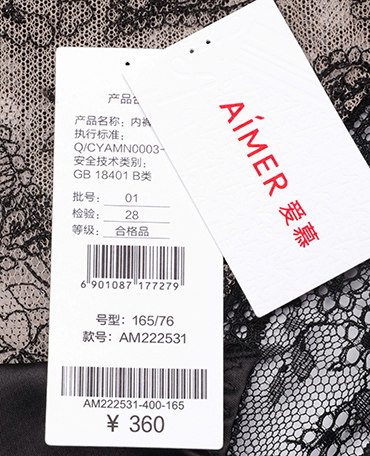 产品
产品名称: 内裤
执行标准:
Q/CYAMN0003-
安全技术类别:
GB 18401 B类
批号: 01
检验: 28
等级: 合格品
6 901087 177279
号型: 165/76
款号: AM222531
AM222531-400-165
¥ 360
AIMER 爱慕